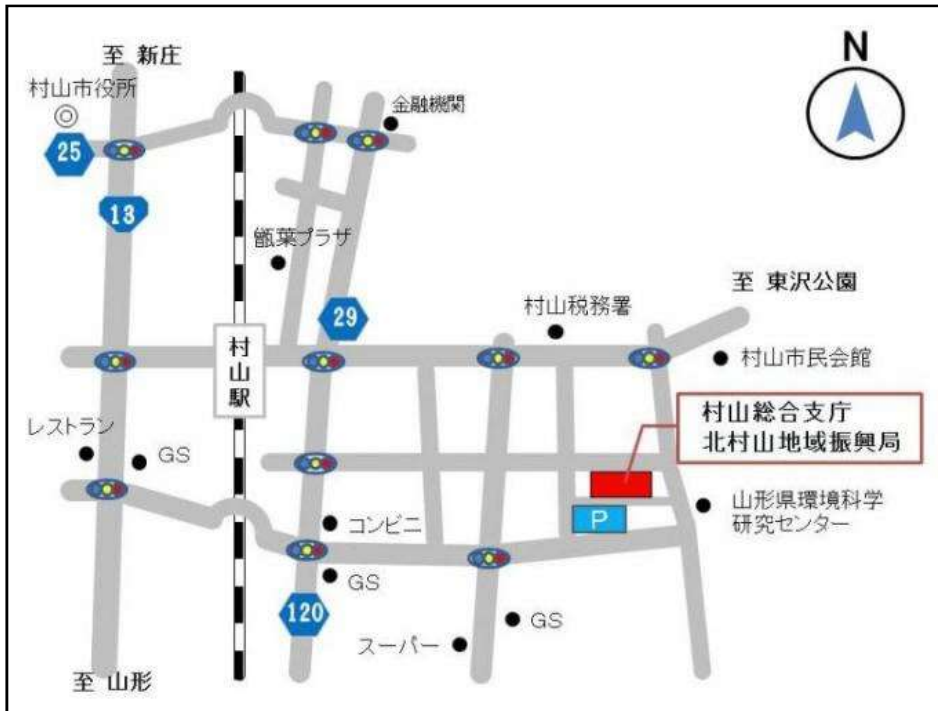 至 新庄
N
村山市役所
金融機関
25
13
甑葉プラザ
至 東沢公園
29
村山税務署
村山駅
村山市民会館
村山総合支庁
北村山地域振興局
レストラン
GS
山形県環境科学
研究センター
P
コンビニ
GS
120
GS
スーパー
至 山形